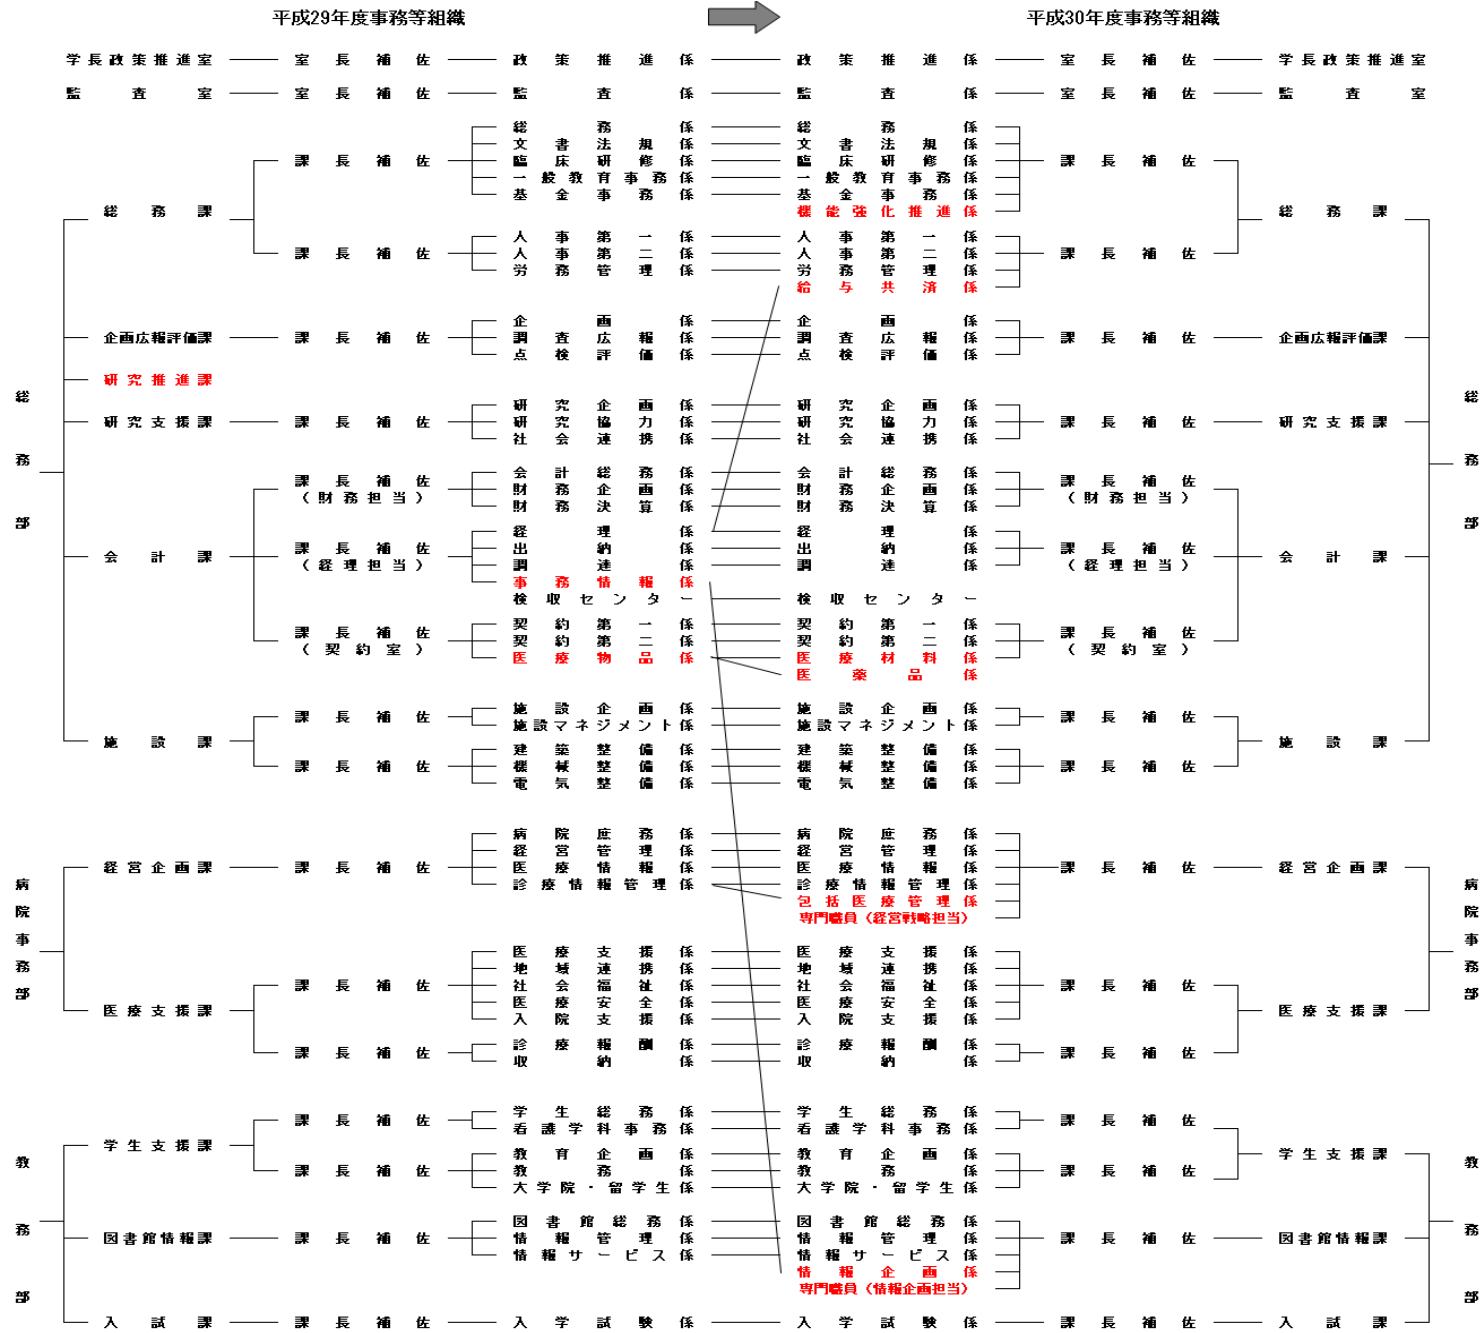 平成29年度事務等組織 平成30年度事務等組織
学長政策推進室 室長補佐 政策推進係 政策推進係 室長補佐 学長政策推進室
監査室 室長補佐 監査係 監査係 室長補佐 監査室
総務係 総務係
文書法規係 文書法規係
課長補佐 臨床研修係 臨床研修係 課長補佐
一般教育事務係 一般教育事務係
基金事務係 基金事務係
総務課 機能強化推進係 総務課
人事第一係 人事第一係
課長補佐 人事第二係 人事第二係 課長補佐
労務管理係 労務管理係
給与共済係
企画係 企画係
企画広報評価課 課長補佐 調査広報係 調査広報係 課長補佐 企画広報評価課
点検評価係 点検評価係
研究推進課
研究企画係 研究企画係
研究支援課 課長補佐 研究協力係 研究協力係 課長補佐 研究支援課
社会連携係 社会連携係
総務部 総務部
会計総務係 会計総務係
課長補佐 課長補佐
財務企画係 財務企画係
（財務担当） （財務担当）
財務決算係 財務決算係
経理係 経理係
課長補佐 出納係 出納係 課長補佐
会計課 会計課
（経理担当） 調達係 調達係 （経理担当）
事務情報係
検収センター 検収センター
契約第一係 契約第一係
課長補佐 課長補佐
契約第二係 契約第二係
（契約室） （契約室）
医療物品係 医療材料係
医薬品係
施設企画係 施設企画係
課長補佐 課長補佐
施設マネジメント係 施設マネジメント係
施設課 施設課
建築整備係 建築整備係
課長補佐 機械整備係 機械整備係 課長補佐
電気整備係 電気整備係
病院庶務係 病院庶務係
経営管理係 経営管理係
経営企画課 課長補佐 医療情報係 医療情報係 課長補佐 経営企画課
診療情報管理係 診療情報管理係
包括医療管理係
専門職員（経営戦略担当）
病院事務部 病院事務部
医療支援係 医療支援係
地域連携係 地域連携係
課長補佐 社会福祉係 社会福祉係 課長補佐
医療安全係 医療安全係
医療支援課 医療支援課
入院支援係 入院支援係
診療報酬係 診療報酬係
課長補佐 課長補佐
収納係 収納係
学生総務係 学生総務係
課長補佐 課長補佐
看護学科事務係 看護学科事務係
学生支援課 学生支援課
教育企画係 教育企画係
課長補佐 教務係 教務係 課長補佐
大学院・留学生係 大学院・留学生係
教務部 教務部
図書館総務係 図書館総務係
図書館情報課 課長補佐 情報管理係 情報管理係 課長補佐 図書館情報課
情報サービス係 情報サービス係
情報企画係
専門職員（情報企画担当）
入試課 課長補佐 入学試験係 入学試験係 課長補佐 入試課